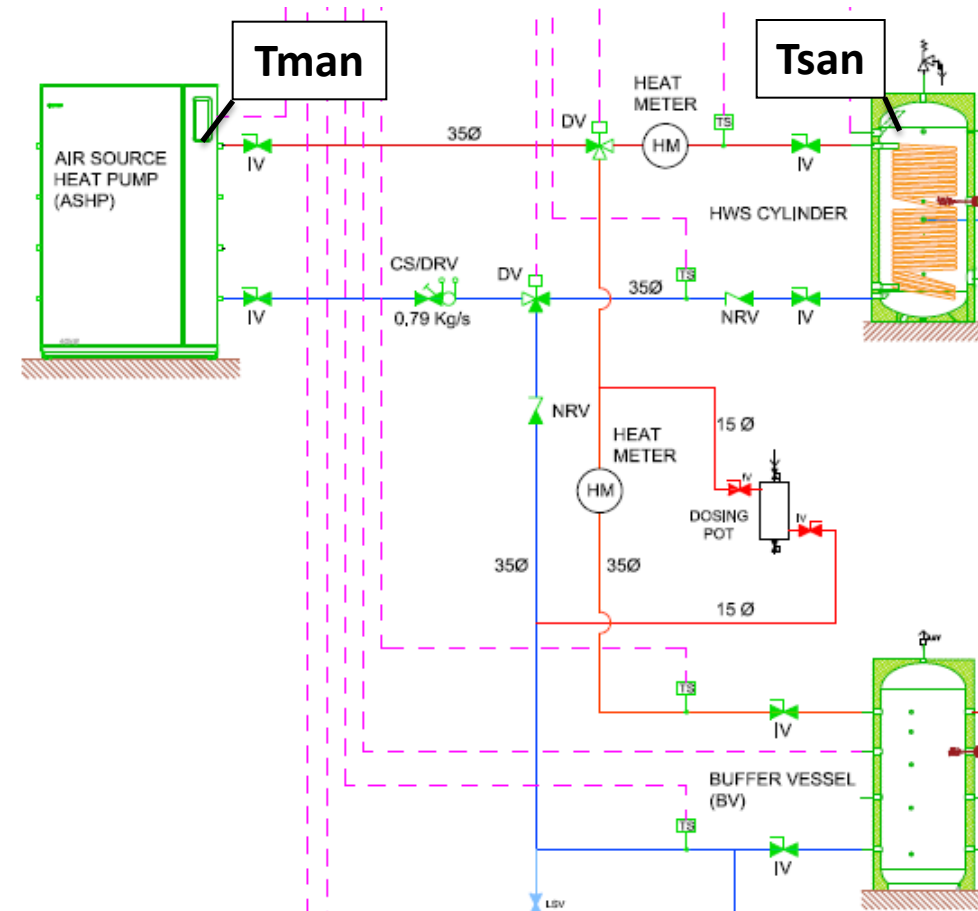 Tman
Tsan
HEAT
METER
DV
TS
35Ø
HM
IV
IV
AIR SOURCE
HEAT PUMP
(ASHP)
HWS CYLINDER
CS/DRV
DV
TS
35Ø
IV
0,79 Kg/s
NRV
IV
NRV
15 Ø
HEAT
METER
HM
IV
DOSING
POT
IV
35Ø
35Ø
15 Ø
TS
IV
BUFFER VESSEL
(BV)
TS
IV
LSV